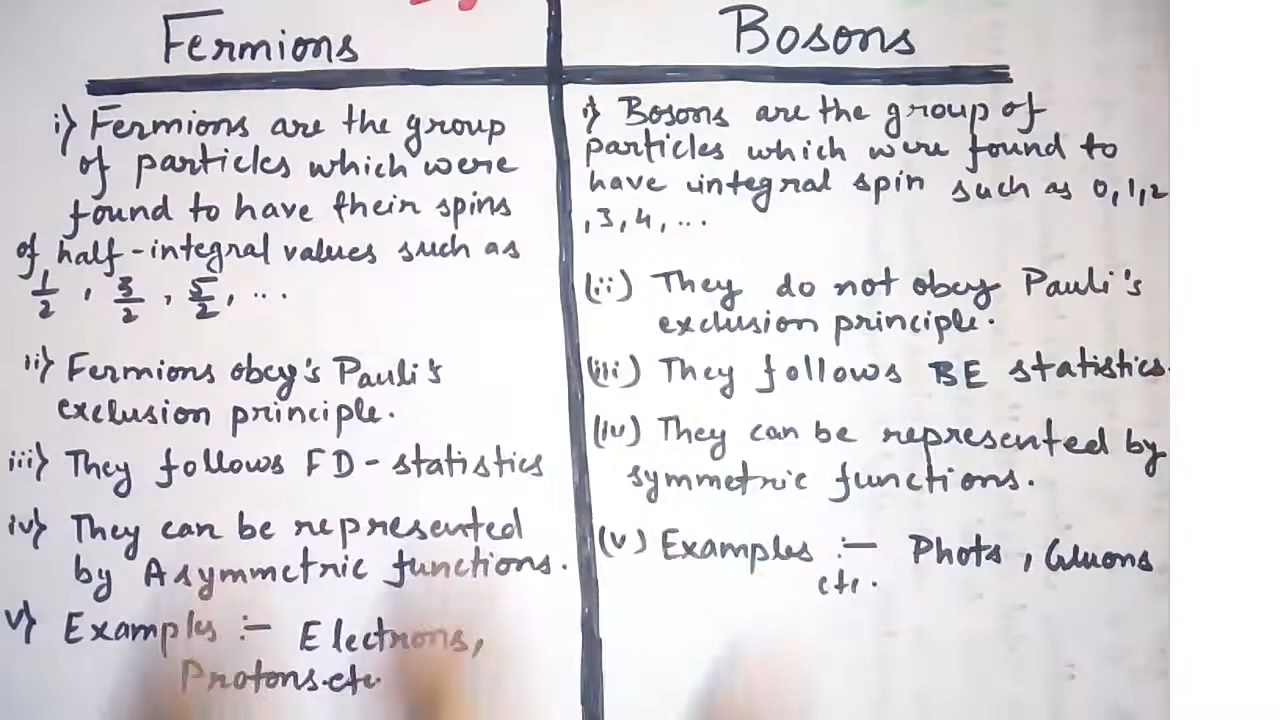 Fermions
i) Fermions are the group
of particles which were
found to have their spins
of half-integral values such as
1/2, 3/2, 5/2, ...
ii) Fermions obey's Pauli's
exclusion principle.
iii) They follows FD-statistics
iv) They can be represented
by Asymmetric functions.
v) Examples :- Electrons,
Protons.etc
Bosons
i) Bosons are the group of
particles which were found to
have integral spin such as 0,1,2
,3,4, ...
(ii) They do not obey Pauli's
exclusion principle.
(iii) They follows BE statistics.
(iv) They can be represented by
symmetric functions.
(v) Examples :- Phots, Gluons
etc.